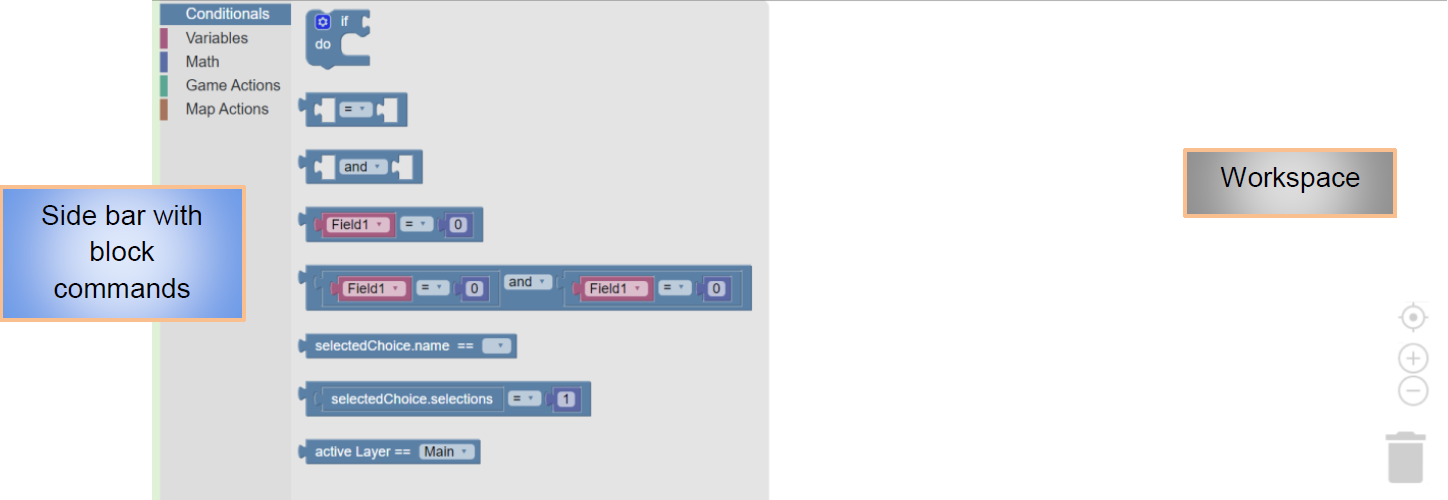 Conditionals
Variables
Math
Game Actions
Map Actions
if
do
=
and
Field1 = 0
Field1 = 0 and Field1 = 0
selectedChoice.name ==
selectedChoice.selections = 1
active Layer == Main
Side bar with
block
commands
Workspace